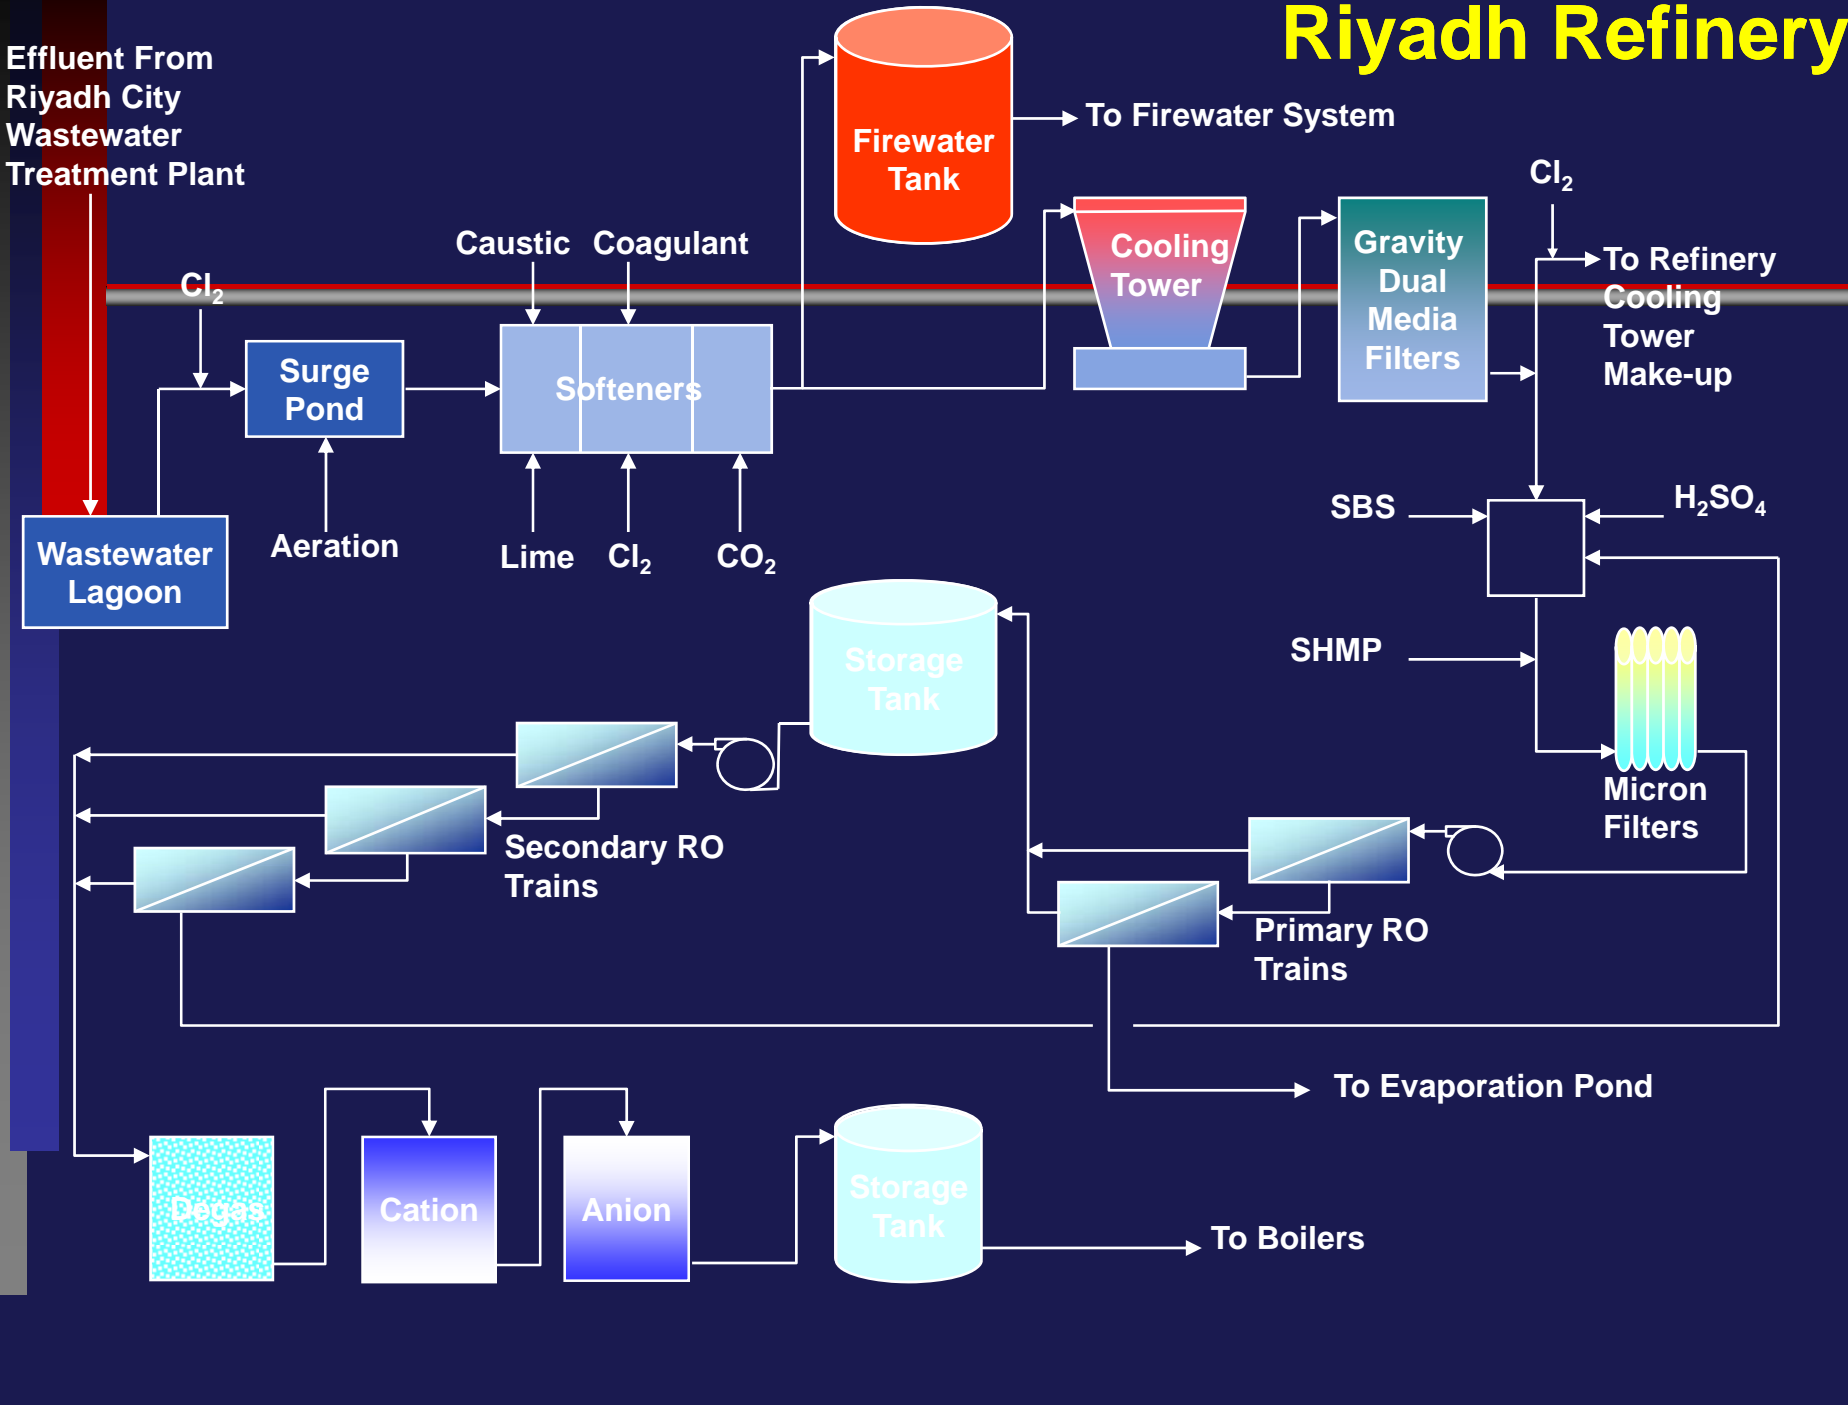 Riyadh Refinery
Effluent From
Riyadh City
Wastewater
Treatment Plant
Firewater
Tank
To Firewater System
Cl₂
Caustic
Coagulant
Cooling
Tower
Gravity
Dual
Media
Filters
To Refinery
Cooling
Tower
Make-up
Cl₂
Surge
Pond
Softeners
Wastewater
Lagoon
Aeration
Lime
Cl₂
CO₂
SBS
H₂SO₄
Storage
Tank
SHMP
Micron
Filters
Secondary RO
Trains
Primary RO
Trains
To Evaporation Pond
Degas
Cation
Anion
Storage
Tank
To Boilers